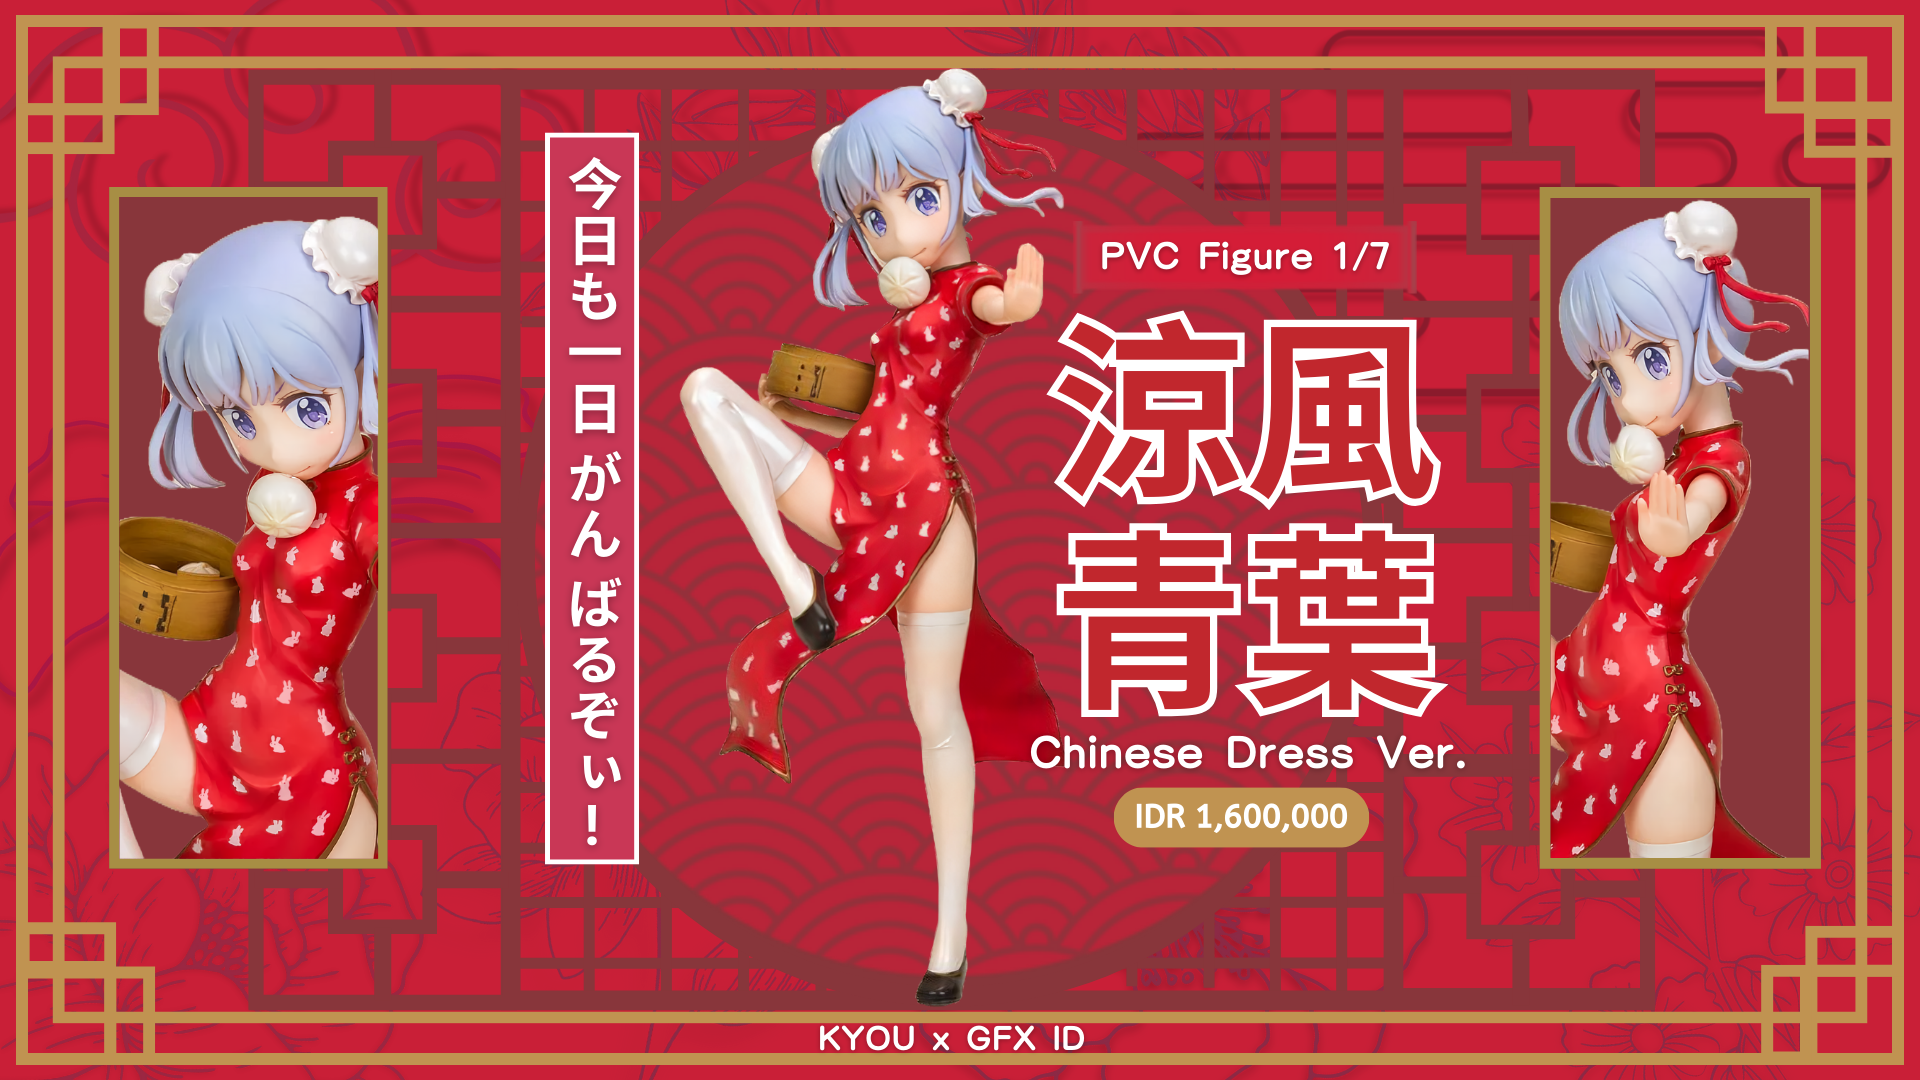 今日も一日がんばるぞい!
PVC Figure 1/7
涼風
青葉
Chinese Dress Ver.
IDR 1,600,000
KYOU x GFX ID